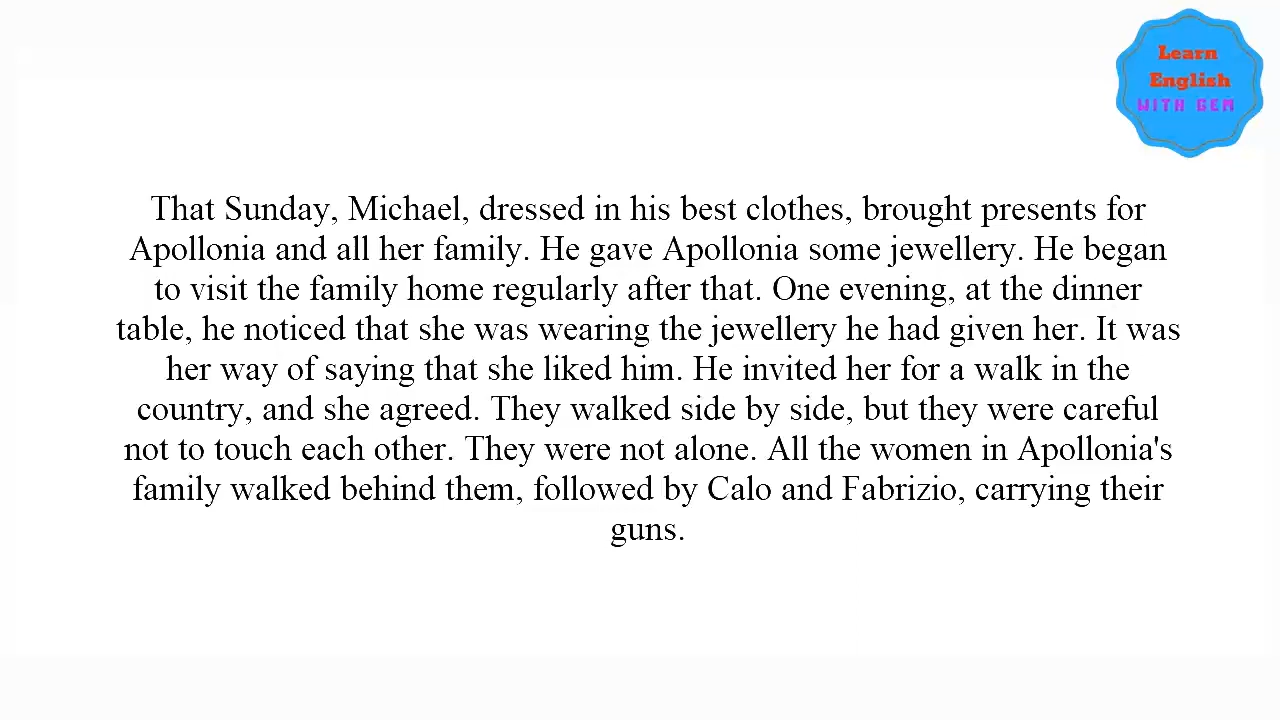 Learn
English
WITH GEM
That Sunday, Michael, dressed in his best clothes, brought presents for
Apollonia and all her family. He gave Apollonia some jewellery. He began
to visit the family home regularly after that. One evening, at the dinner
table, he noticed that she was wearing the jewellery he had given her. It was
her way of saying that she liked him. He invited her for a walk in the
country, and she agreed. They walked side by side, but they were careful
not to touch each other. They were not alone. All the women in Apollonia's
family walked behind them, followed by Calo and Fabrizio, carrying their
guns.